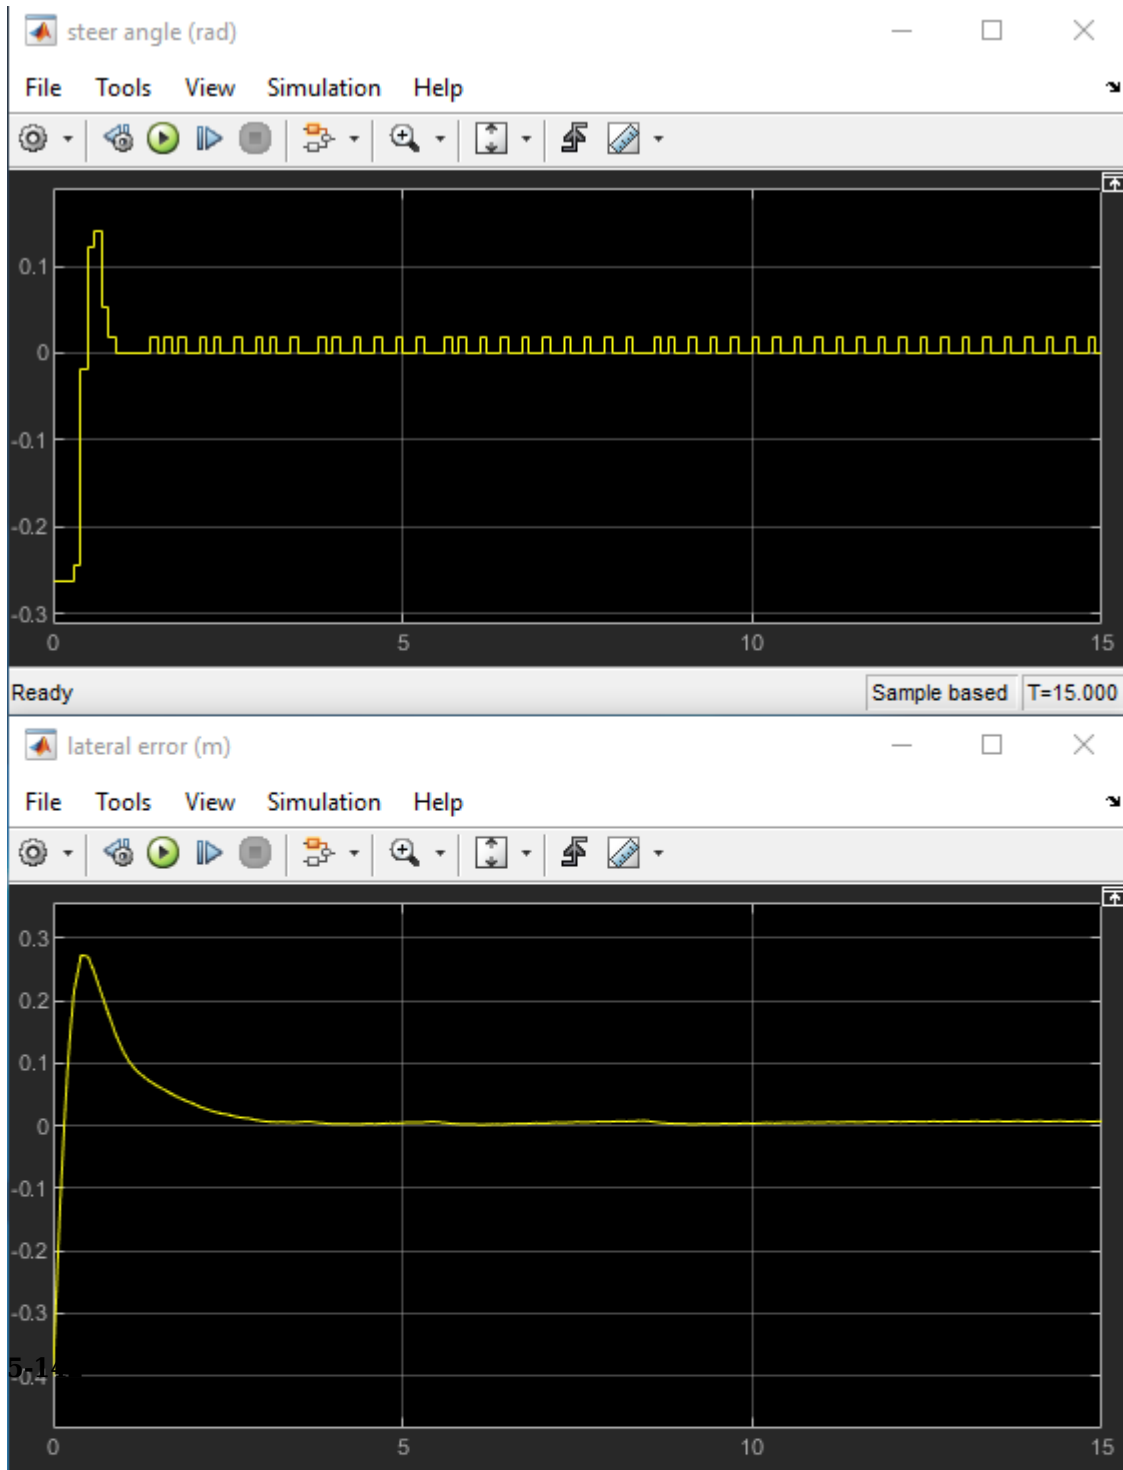 steer angle (rad)
File Tools View Simulation Help
0.1
0
-0.1
-0.2
-0.3
0 5 10 15
Ready Sample based T=15.000
lateral error (m)
File Tools View Simulation Help
0.3
0.2
0.1
0
-0.1
-0.2
-0.3
-0.4
0 5 10 15